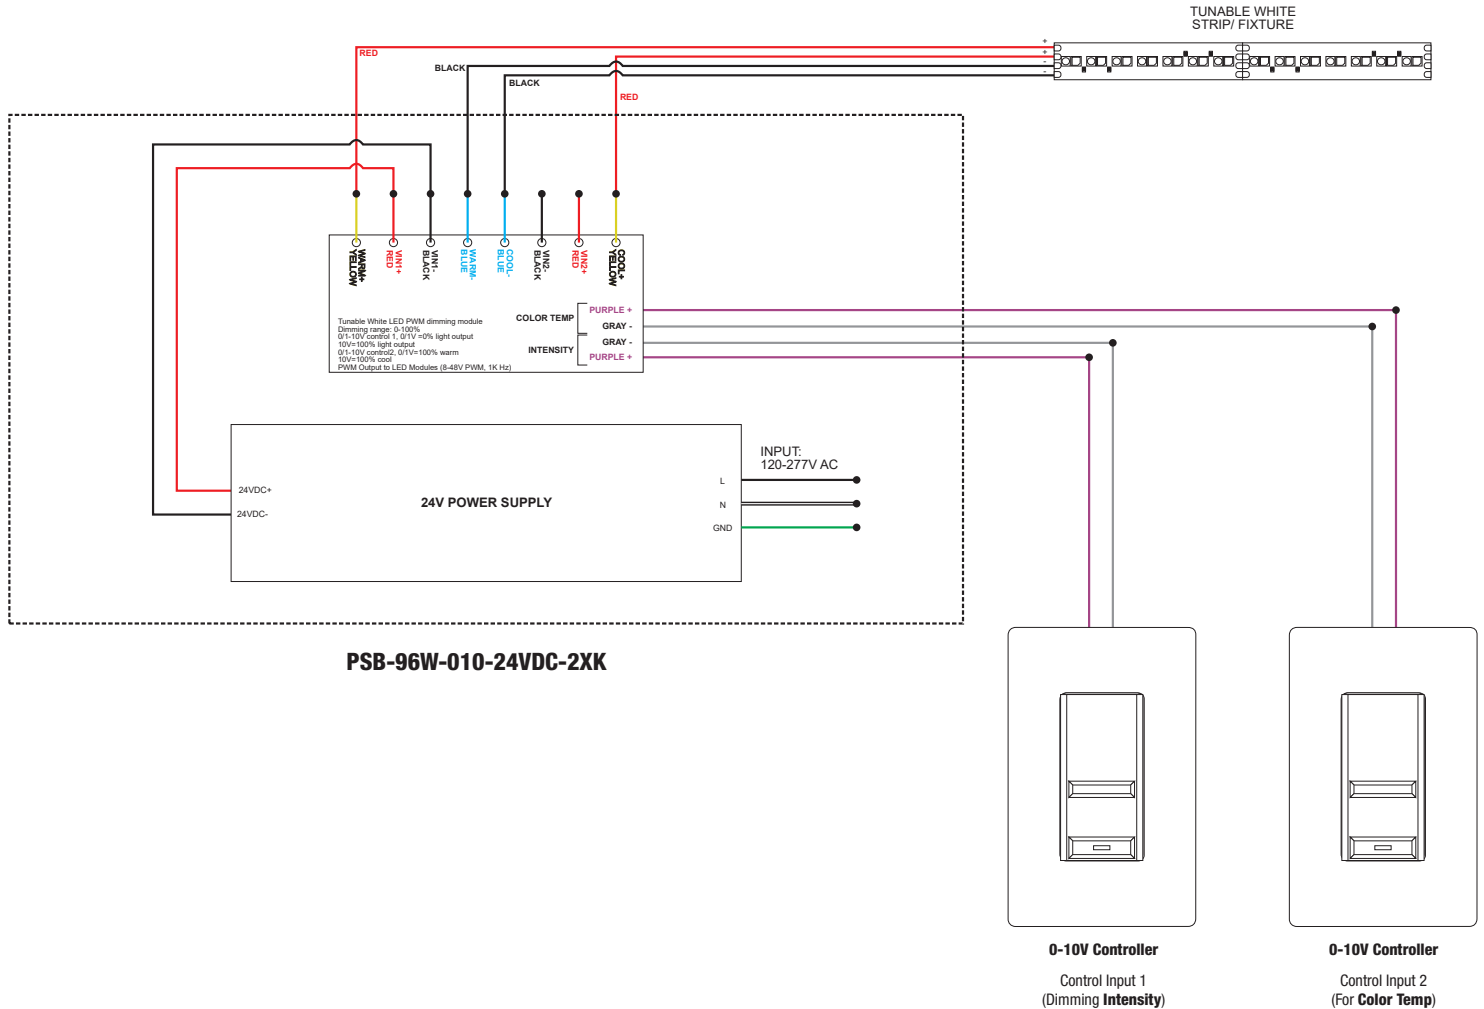 TUNABLE WHITE
STRIP/ FIXTURE
+
+
-
-
RED
BLACK
BLACK
RED
WARM+
YELLOW
VIN1+
RED
VIN1-
BLACK
WARM-
BLUE
COOL-
BLUE
VIN2-
BLACK
VIN2+
RED
COOL+
YELLOW
COLOR TEMP
PURPLE +
GRAY -
INTENSITY
GRAY -
PURPLE +
Tunable White LED PWM dimming module
Dimming range: 0-100%
0/1-10V control 1, 0/1V =0% light output
10V=100% light output
0/1-10V control2, 0/1V=100% warm
10V=100% cool
PWM Output to LED Modules (8-48V PWM, 1K Hz)
INPUT:
120-277V AC
24VDC+
24VDC-
24V POWER SUPPLY
L
N
GND
PSB-96W-010-24VDC-2XK
0-10V Controller
Control Input 1
(Dimming Intensity)
0-10V Controller
Control Input 2
(For Color Temp)